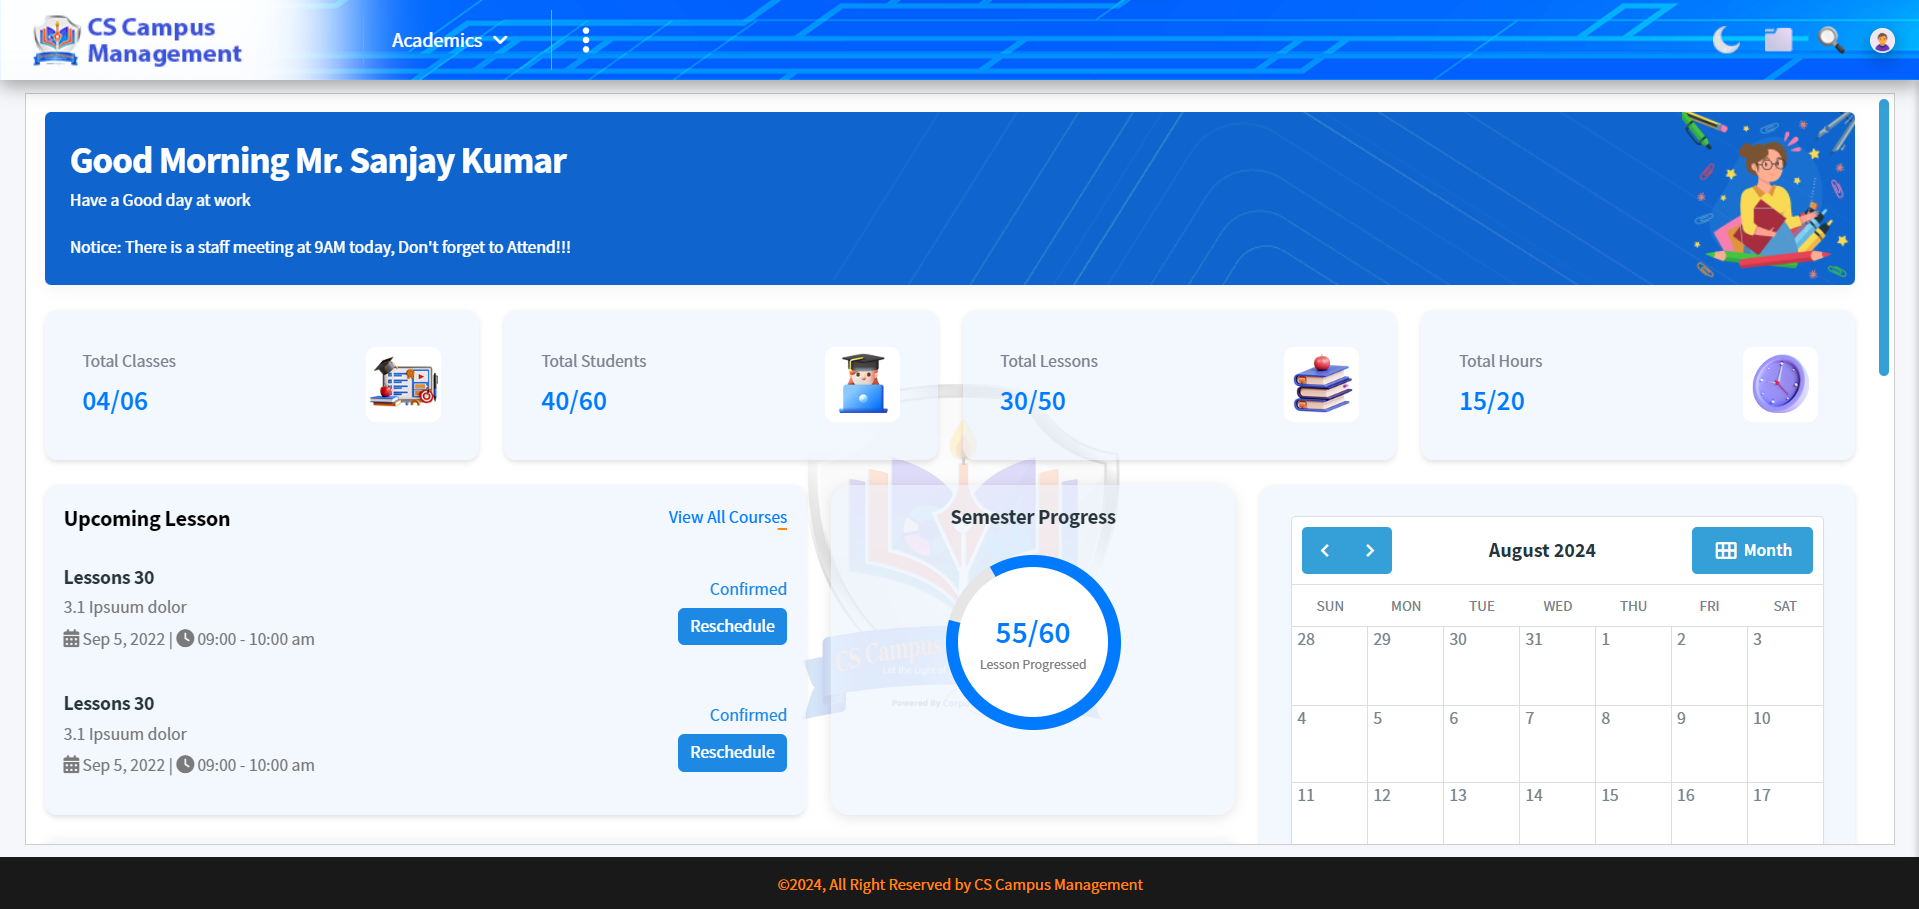 CS Campus
Management
Academics
Good Morning Mr. Sanjay Kumar
Have a Good day at work
Notice: There is a staff meeting at 9AM today, Don't forget to Attend!!!
Total Classes
04/06
Total Students
40/60
Total Lessons
30/50
Total Hours
15/20
Upcoming Lesson
View All Courses
Lessons 30
3.1 Ipsuum dolor
Sep 5, 2022 | 09:00 - 10:00 am
Confirmed
Reschedule
Lessons 30
3.1 Ipsuum dolor
Sep 5, 2022 | 09:00 - 10:00 am
Confirmed
Reschedule
Semester Progress
55/60
Lesson Progressed
CS Campus
Powered By
August 2024
Month
SUN MON TUE WED THU FRI SAT
28 29 30 31 1 2 3
4 5 6 7 8 9 10
11 12 13 14 15 16 17
©2024, All Right Reserved by CS Campus Management